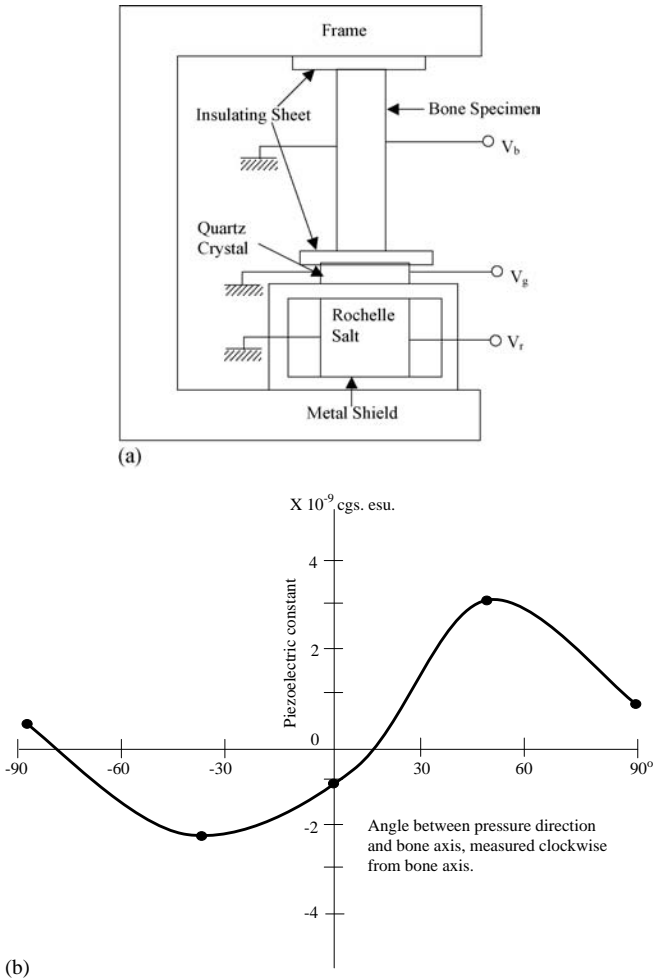 Frame
Insulating Sheet
Bone Specimen
V_b
Quartz
Crystal
V_g
Rochelle
Salt
V_r
Metal Shield
(a)
X 10^-9 cgs. esu.
Piezoelectric constant
4
2
0
-90
-60
-30
30
60
90^o
-2
-4
Angle between pressure direction
and bone axis, measured clockwise
from bone axis.
(b)